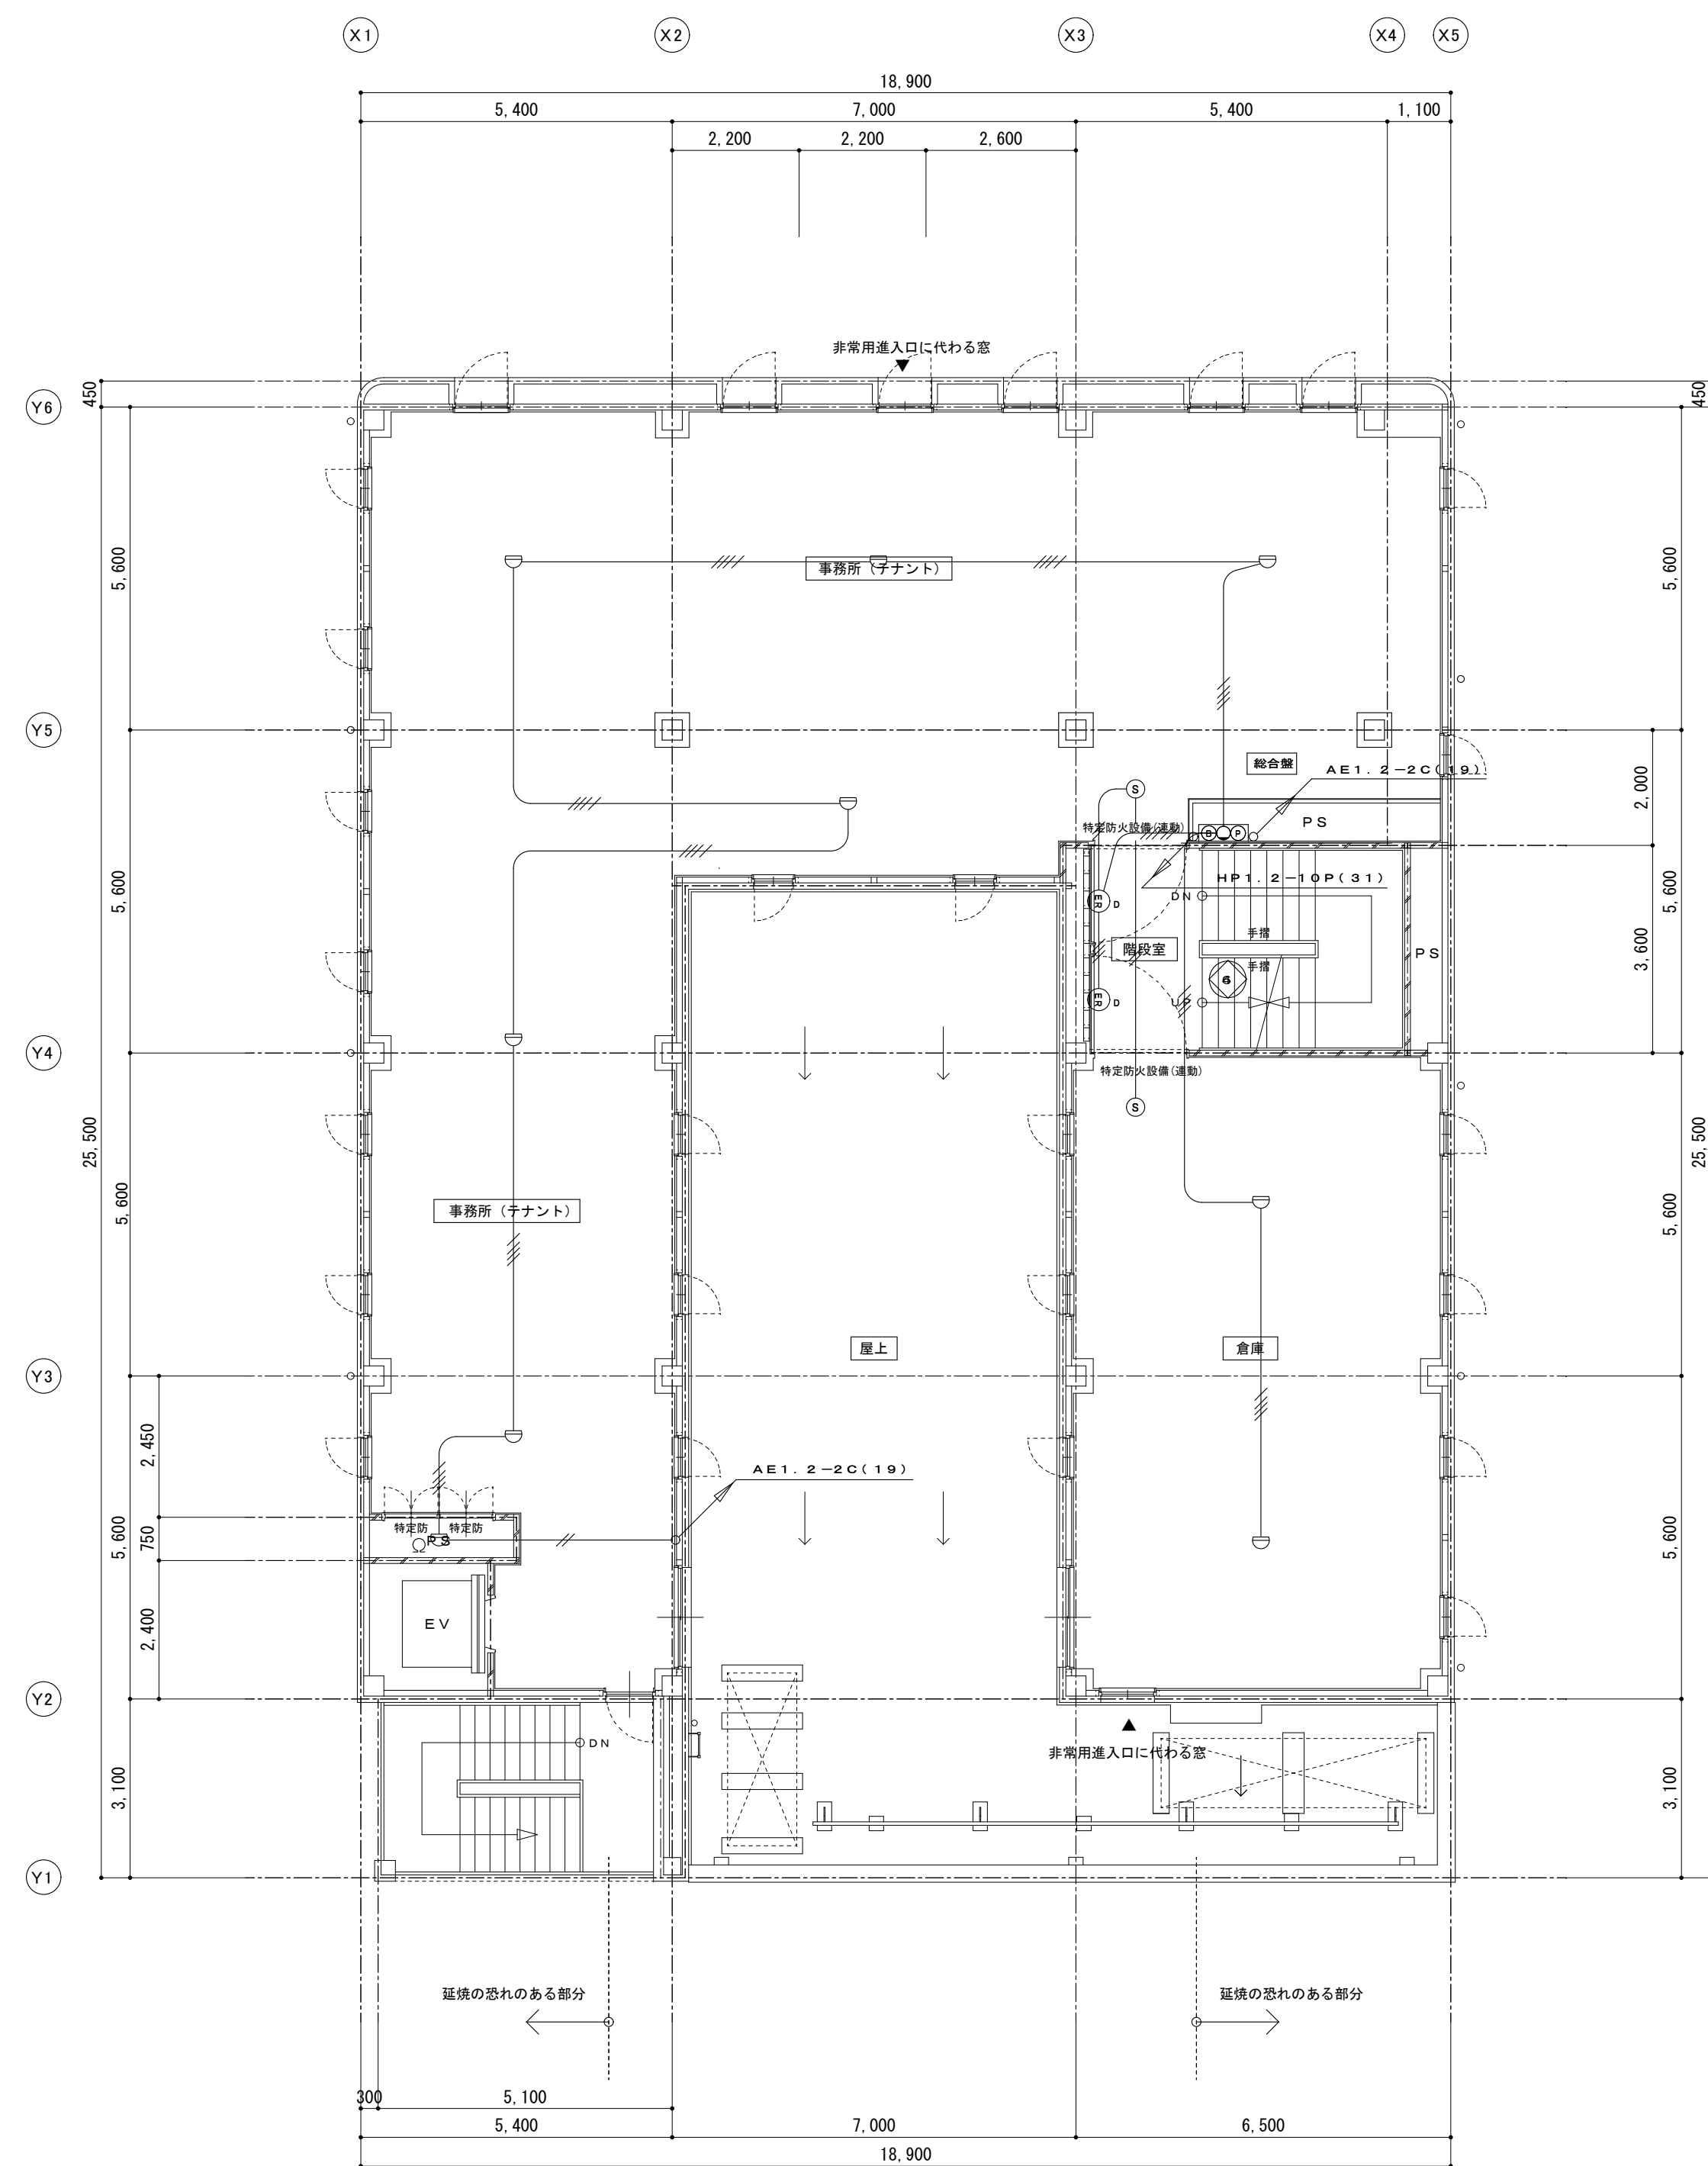 X1 X2 X3 X4 X5
18,900
5,400 7,000 5,400 1,100
2,200 2,200 2,600
非常用進入口に代わる窓
450 450
Y6
5,600 5,600
事務所（テナント）
Y5
総合盤
AE1.2-2C(19)
2,000
S
特定防火設備(連動)
B P
PS
HP1.2-10P(31)
DN
ER D
5,600 5,600
手摺
階段室
PS
3,600
手摺
6
ER D
UP
Y4
特定防火設備(連動)
S
25,500 25,500
5,600 5,600
事務所（テナント）
屋上 倉庫
Y3
2,450
AE1.2-2C(19)
特定防 特定防
5,600 750 5,600
Ω PS
EV
2,400
Y2
DN
非常用進入口に代わる窓
3,100 3,100
Y1
延焼の恐れのある部分 延焼の恐れのある部分
300 5,100
5,400 7,000 6,500
18,900